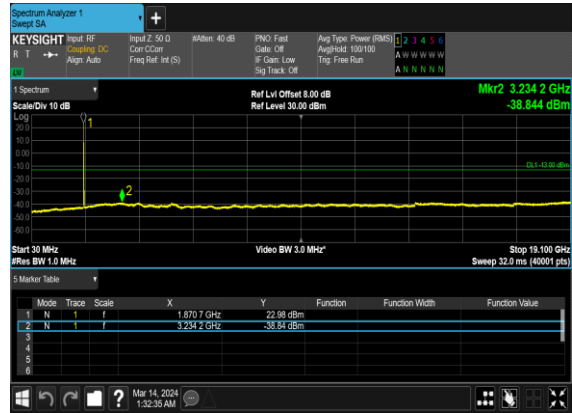 Spectrum Analyzer 1
Swept SA
+
KEYSIGHT Input: RF Input Z: 50 Ω #Atten: 40 dB PNO: Fast Avg Type: Power (RMS) 1 2 3 4 5 6
R T Coupling: DC Corr CCorr Gate: Off Avg|Hold: 100/100 A W W W W W
Align: Auto Freq Ref: Int (S) IF Gain: Low Trig: Free Run
LXI Sig Track: Off A N N N N N
1 Spectrum Ref Lvl Offset 8.00 dB Mkr2 3.234 2 GHz
Scale/Div 10 dB Ref Level 30.00 dBm -38.844 dBm
Log
1
20.0
10.0
0.00
-10.0 DL1 -13.00 dBm
-20.0
-30.0 2
-40.0
-50.0
-60.0
Start 30 MHz Video BW 3.0 MHz* Stop 19.100 GHz
#Res BW 1.0 MHz Sweep 32.0 ms (40001 pts)
5 Marker Table
Mode Trace Scale X Y Function Function Width Function Value
1 N 1 f 1.870 7 GHz 22.98 dBm
2 N 1 f 3.234 2 GHz -38.84 dBm
3
4
5
6
? Mar 14, 2024
1:32:35 AM